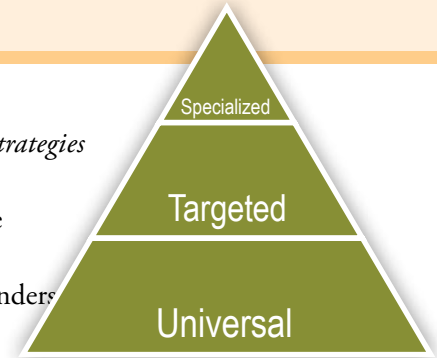 Specialized
trategies
Targeted
e
nders
Universal